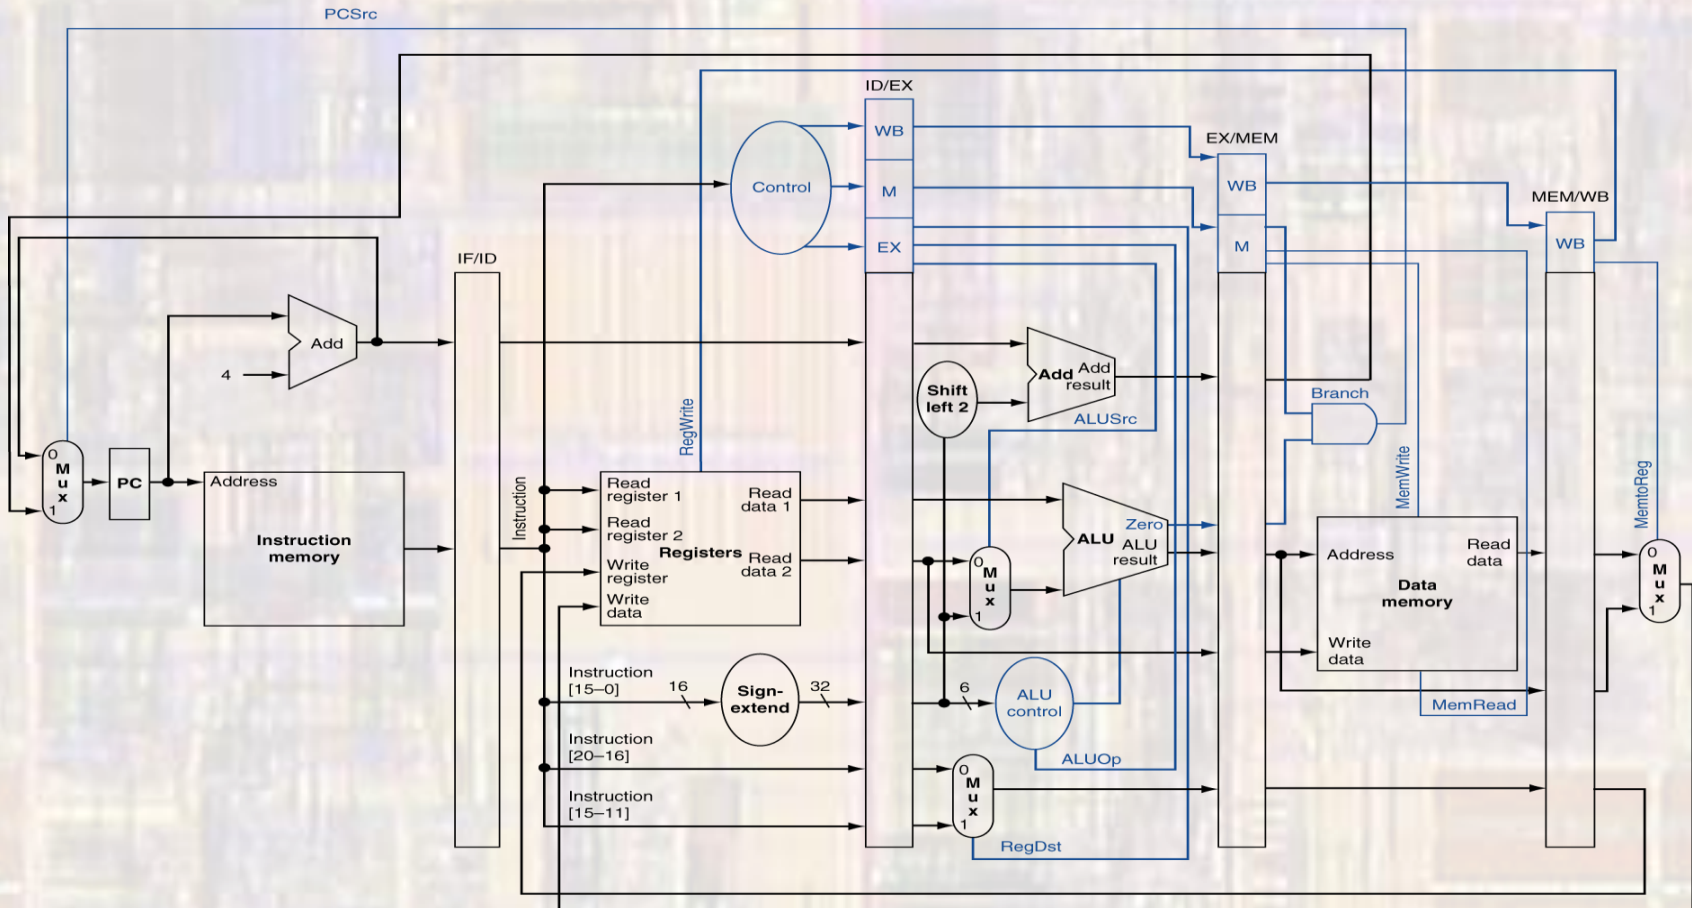 PCSrc
ID/EX
WB
EX/MEM
Control
M
WB
MEM/WB
EX
M
WB
IF/ID
Add
4
Add
Add
result
Shift
left 2
Branch
ALUSrc
RegWrite
0
M
u
x
1
PC
Address
Instruction
memory
Instruction
Read
register 1
Read
register 2
Write
register
Write
data
Registers
Read
data 1
Read
data 2
Zero
ALU
ALU
result
0
M
u
x
1
MemWrite
Address
Read
data
Data
memory
Write
data
MemtoReg
0
M
u
x
1
Instruction
[15–0]
16
Sign-
extend
32
6
ALU
control
MemRead
Instruction
[20–16]
ALUOp
0
M
u
x
1
Instruction
[15–11]
RegDst